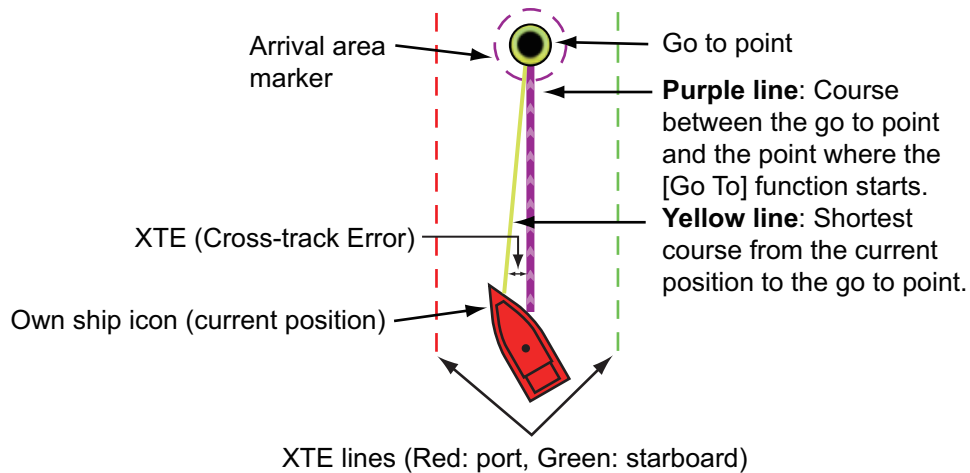 Arrival area
marker
Go to point
Purple line: Course
between the go to point
and the point where the
[Go To] function starts.
Yellow line: Shortest
course from the current
position to the go to point.
XTE (Cross-track Error)
Own ship icon (current position)
XTE lines (Red: port, Green: starboard)